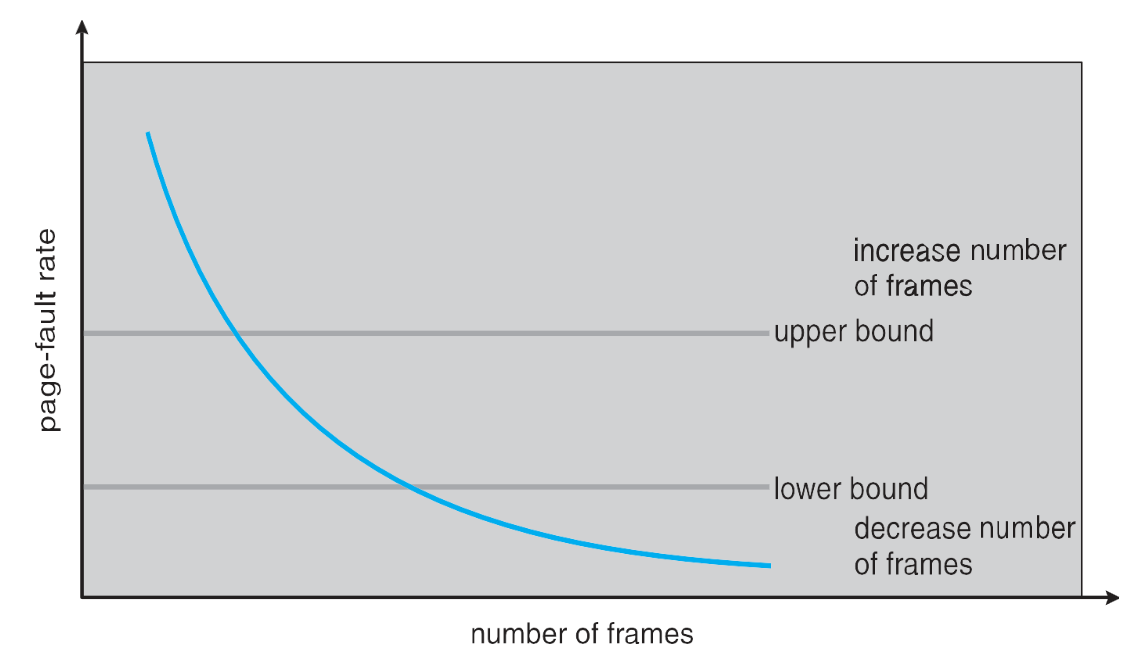 page-fault rate
increase number
of frames
upper bound
lower bound
decrease number
of frames
number of frames